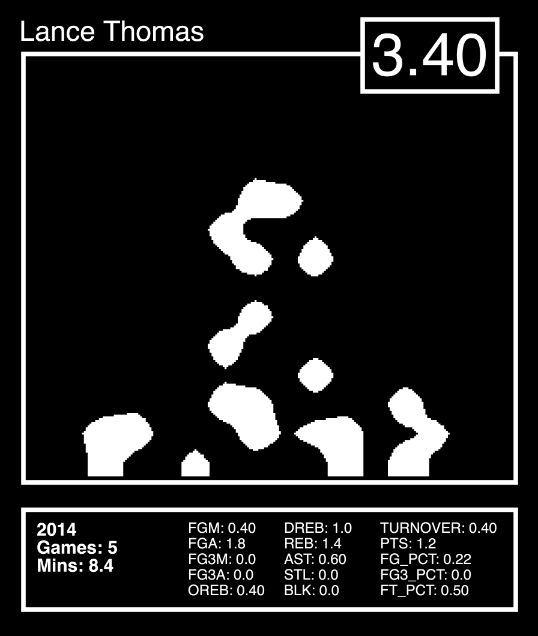 Lance Thomas
3.40
2014
Games: 5
Mins: 8.4
FGM: 0.40
FGA: 1.8
FG3M: 0.0
FG3A: 0.0
OREB: 0.40
DREB: 1.0
REB: 1.4
AST: 0.60
STL: 0.0
BLK: 0.0
TURNOVER: 0.40
PTS: 1.2
FG_PCT: 0.22
FG3_PCT: 0.0
FT_PCT: 0.50